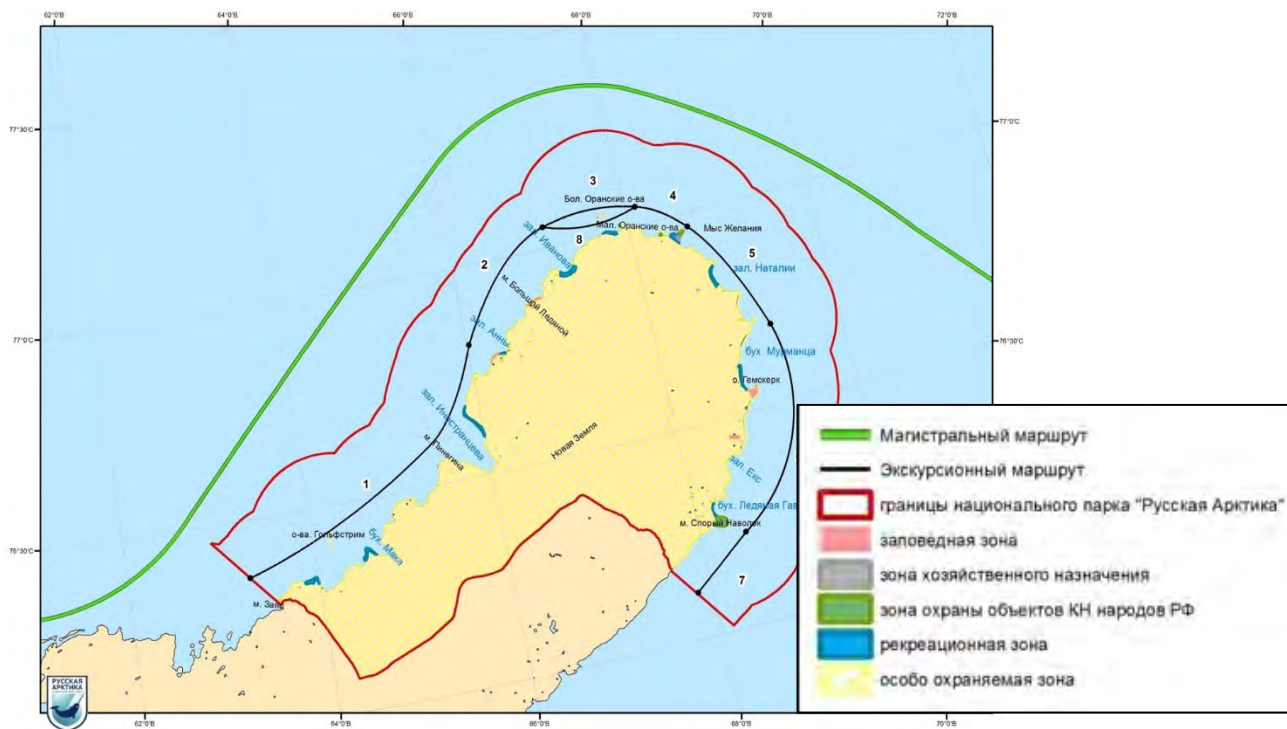 62°0'В
64°0'В
66°0'В
68°0'В
70°0'В
72°0'В
77°30'С
77°0'С
3
4
Бол. Оранские о-ва
Мал. Оранские о-ва
Мыс Желания
зал. Иванова
8
5
2
зал. Наталии
м. Большой Ледяной
зал. Анны
77°0'С
76°30'С
бух. Мурманца
о. Гемскерк
зал. Иностранцева
м. Пинегина
Новая Земля
зал. Екс
1
бух. Ледяная Гав
м. Спорый Наволок
о-ва. Гольфстрим
бух. Мака
76°30'С
7
м. Заяц
Магистральный маршрут
Экскурсионный маршрут
границы национального парка "Русская Арктика"
заповедная зона
зона хозяйственного назначения
зона охраны объектов КН народов РФ
рекреационная зона
особо охраняемая зона
РУССКАЯ
АРКТИКА
62°0'В
64°0'В
66°0'В
68°0'В
70°0'В